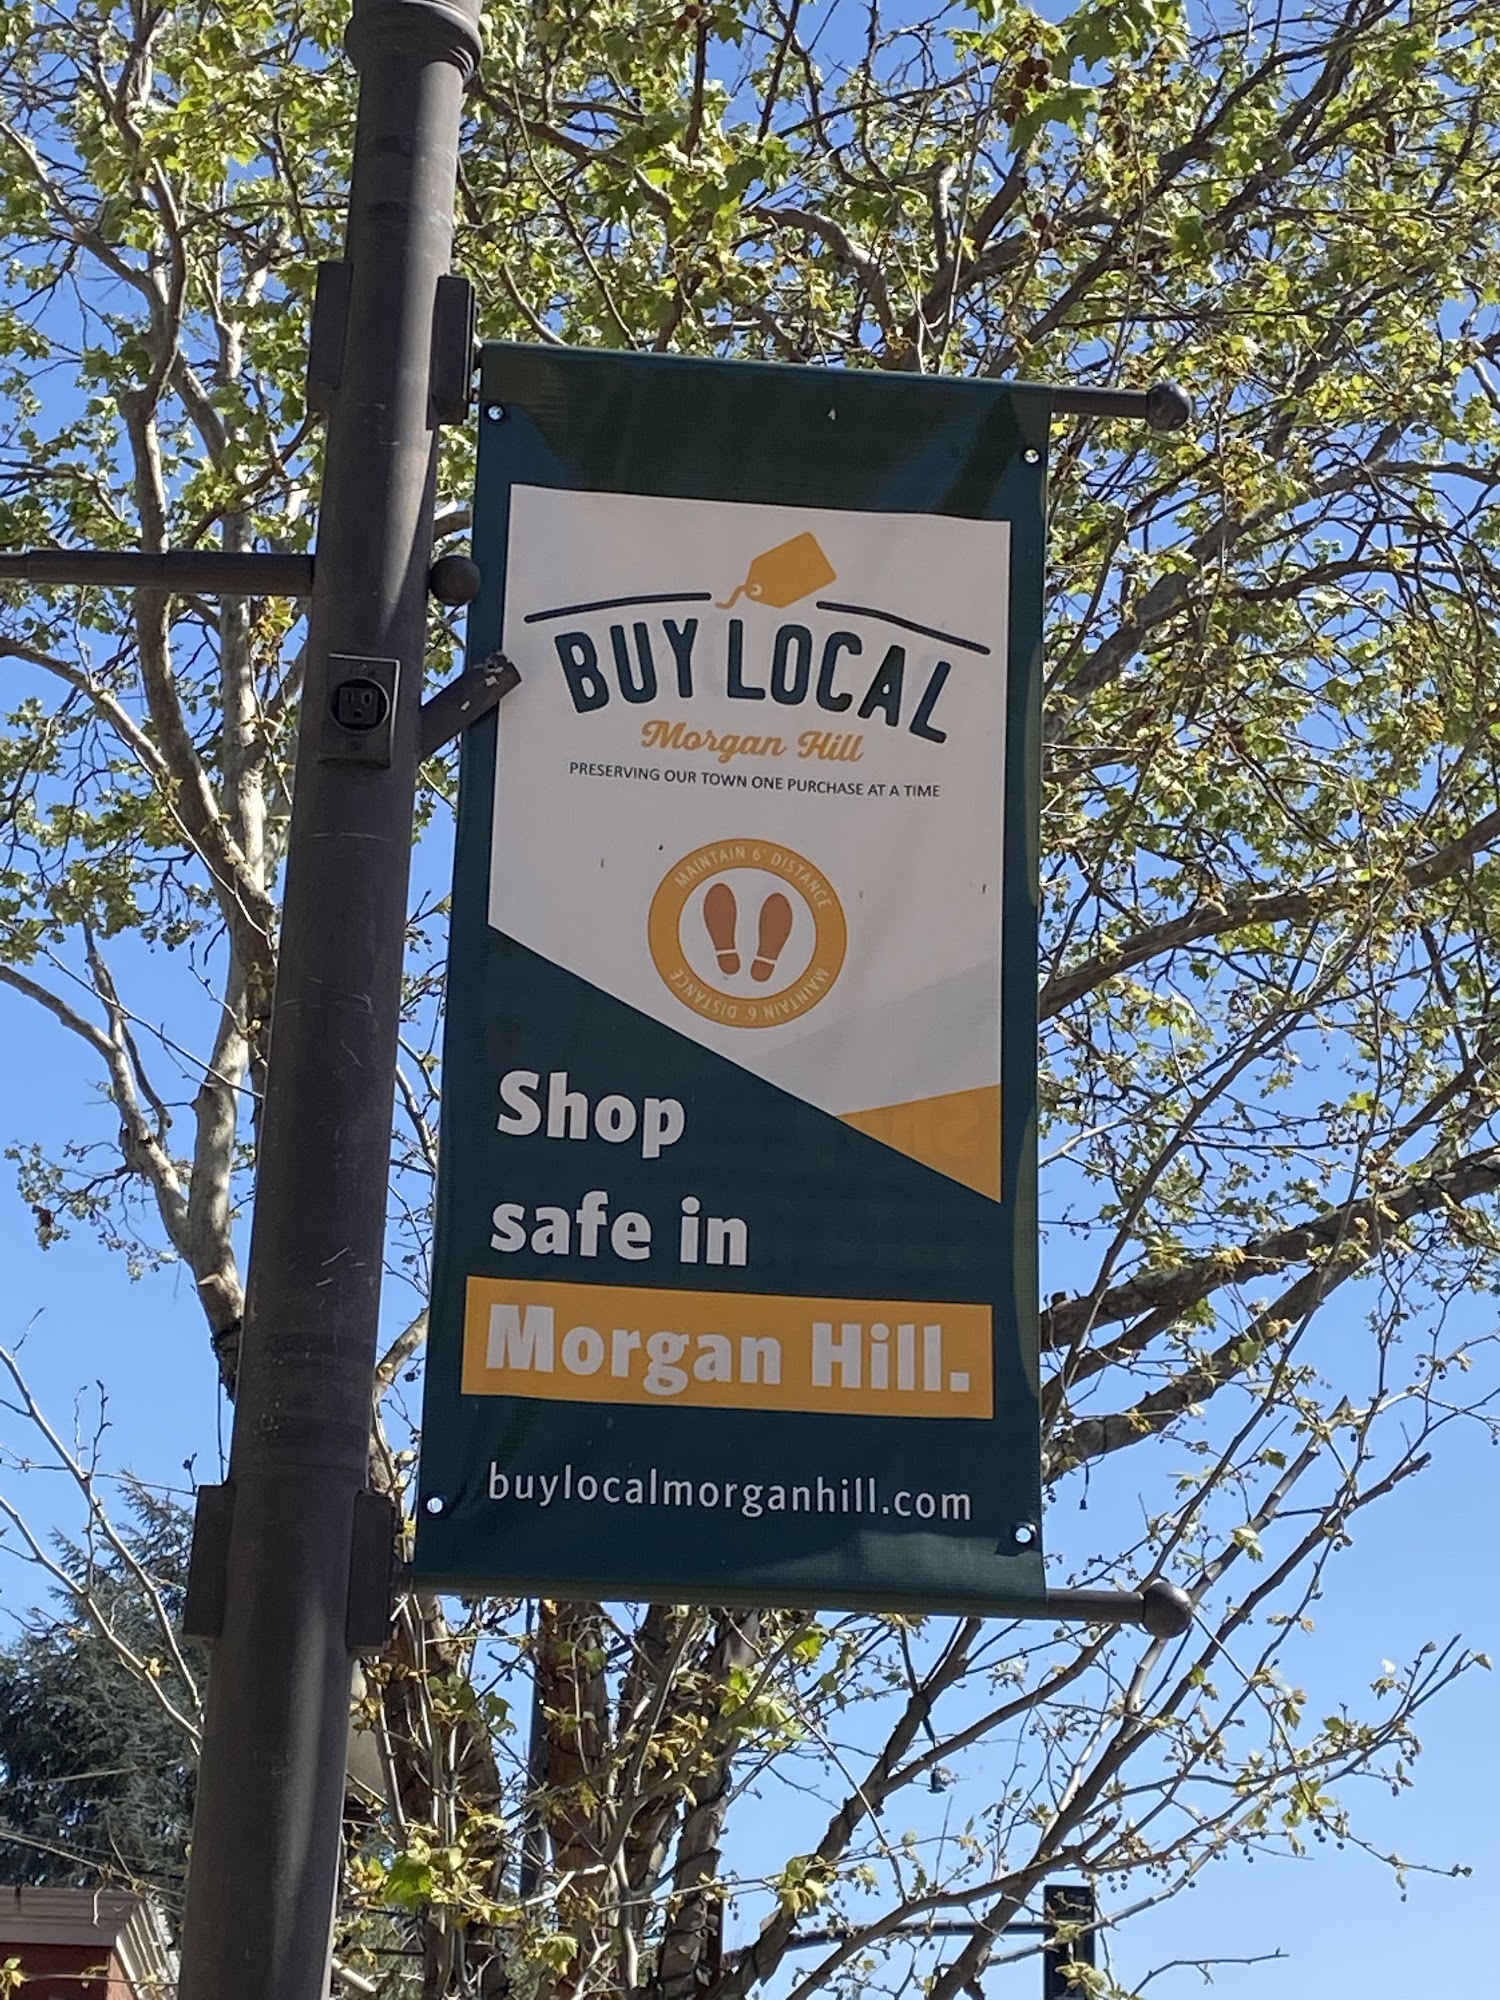 BUY LOCAL
Morgan Hill
PRESERVING OUR TOWN ONE PURCHASE AT A TIME
MAINTAIN 6' DISTANCE
MAINTAIN 6' DISTANCE
Shop
safe in
Morgan Hill.
buylocalmorganhill.com